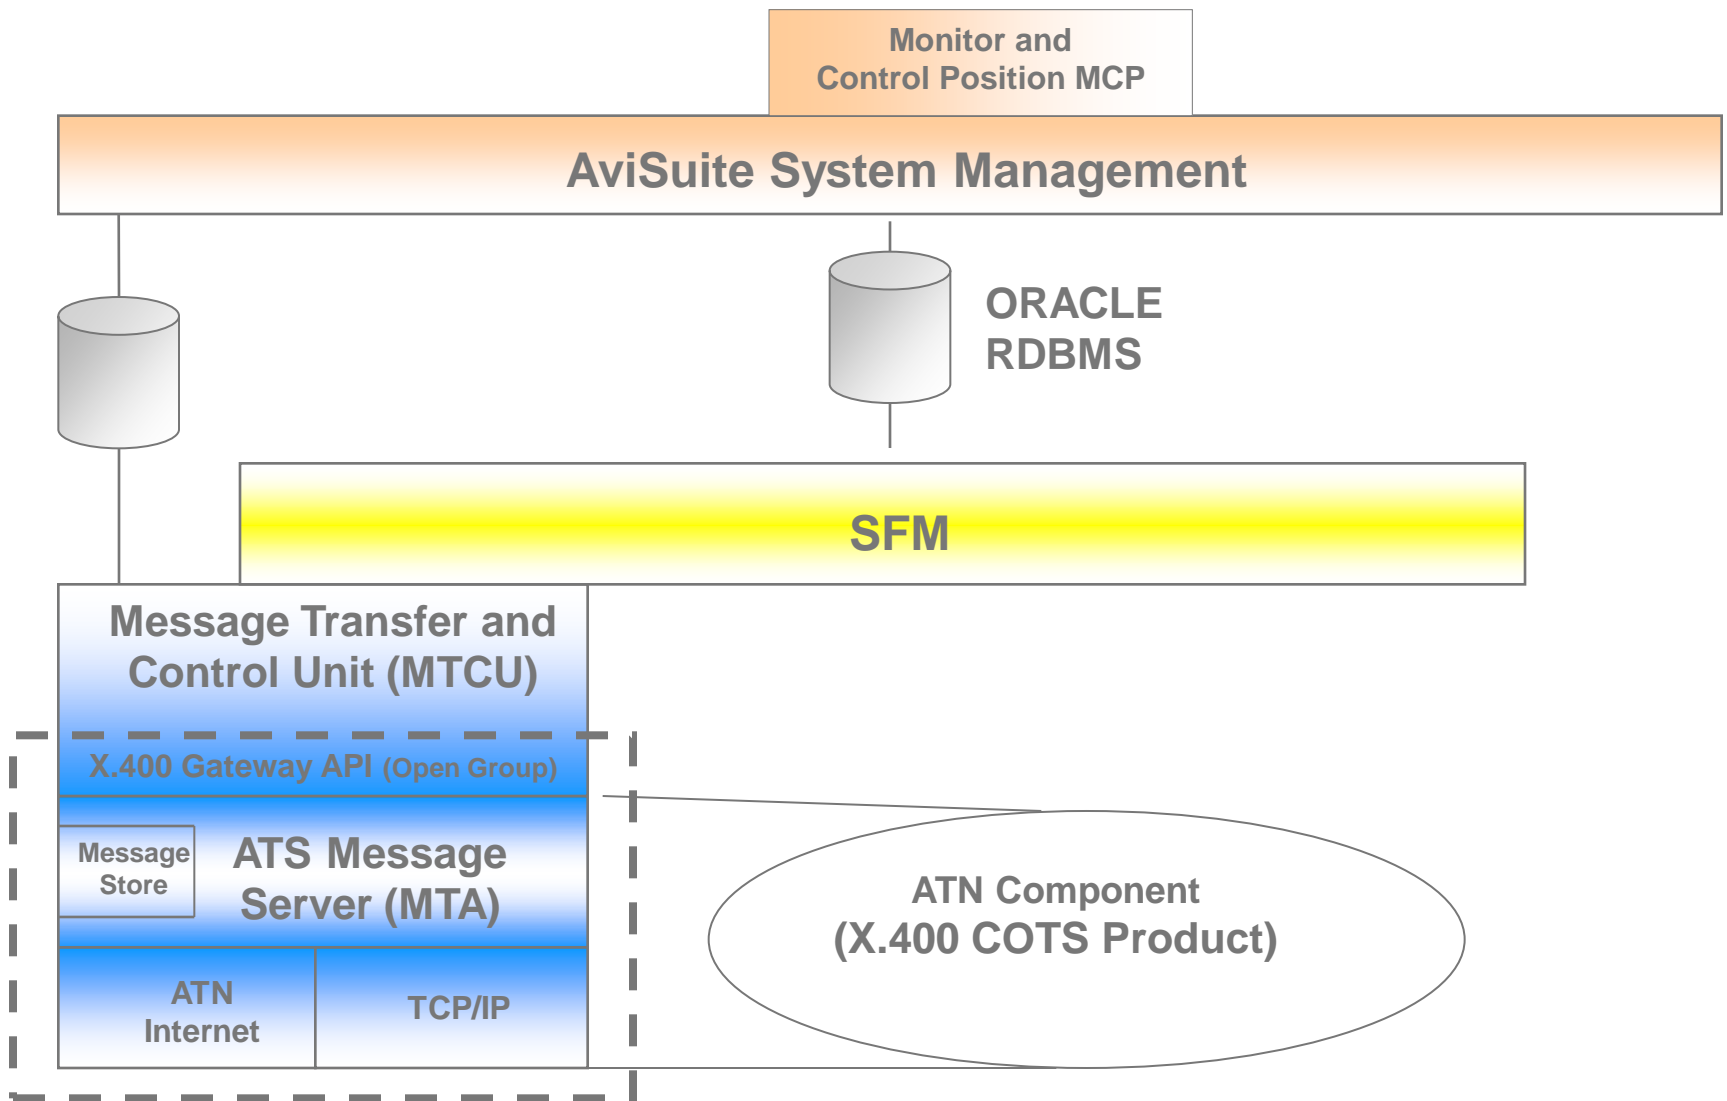 Monitor and
Control Position MCP
AviSuite System Management
ORACLE
RDBMS
SFM
Message Transfer and
Control Unit (MTCU)
X.400 Gateway API (Open Group)
Message
Store
ATS Message
Server (MTA)
ATN Component
(X.400 COTS Product)
ATN
Internet
TCP/IP